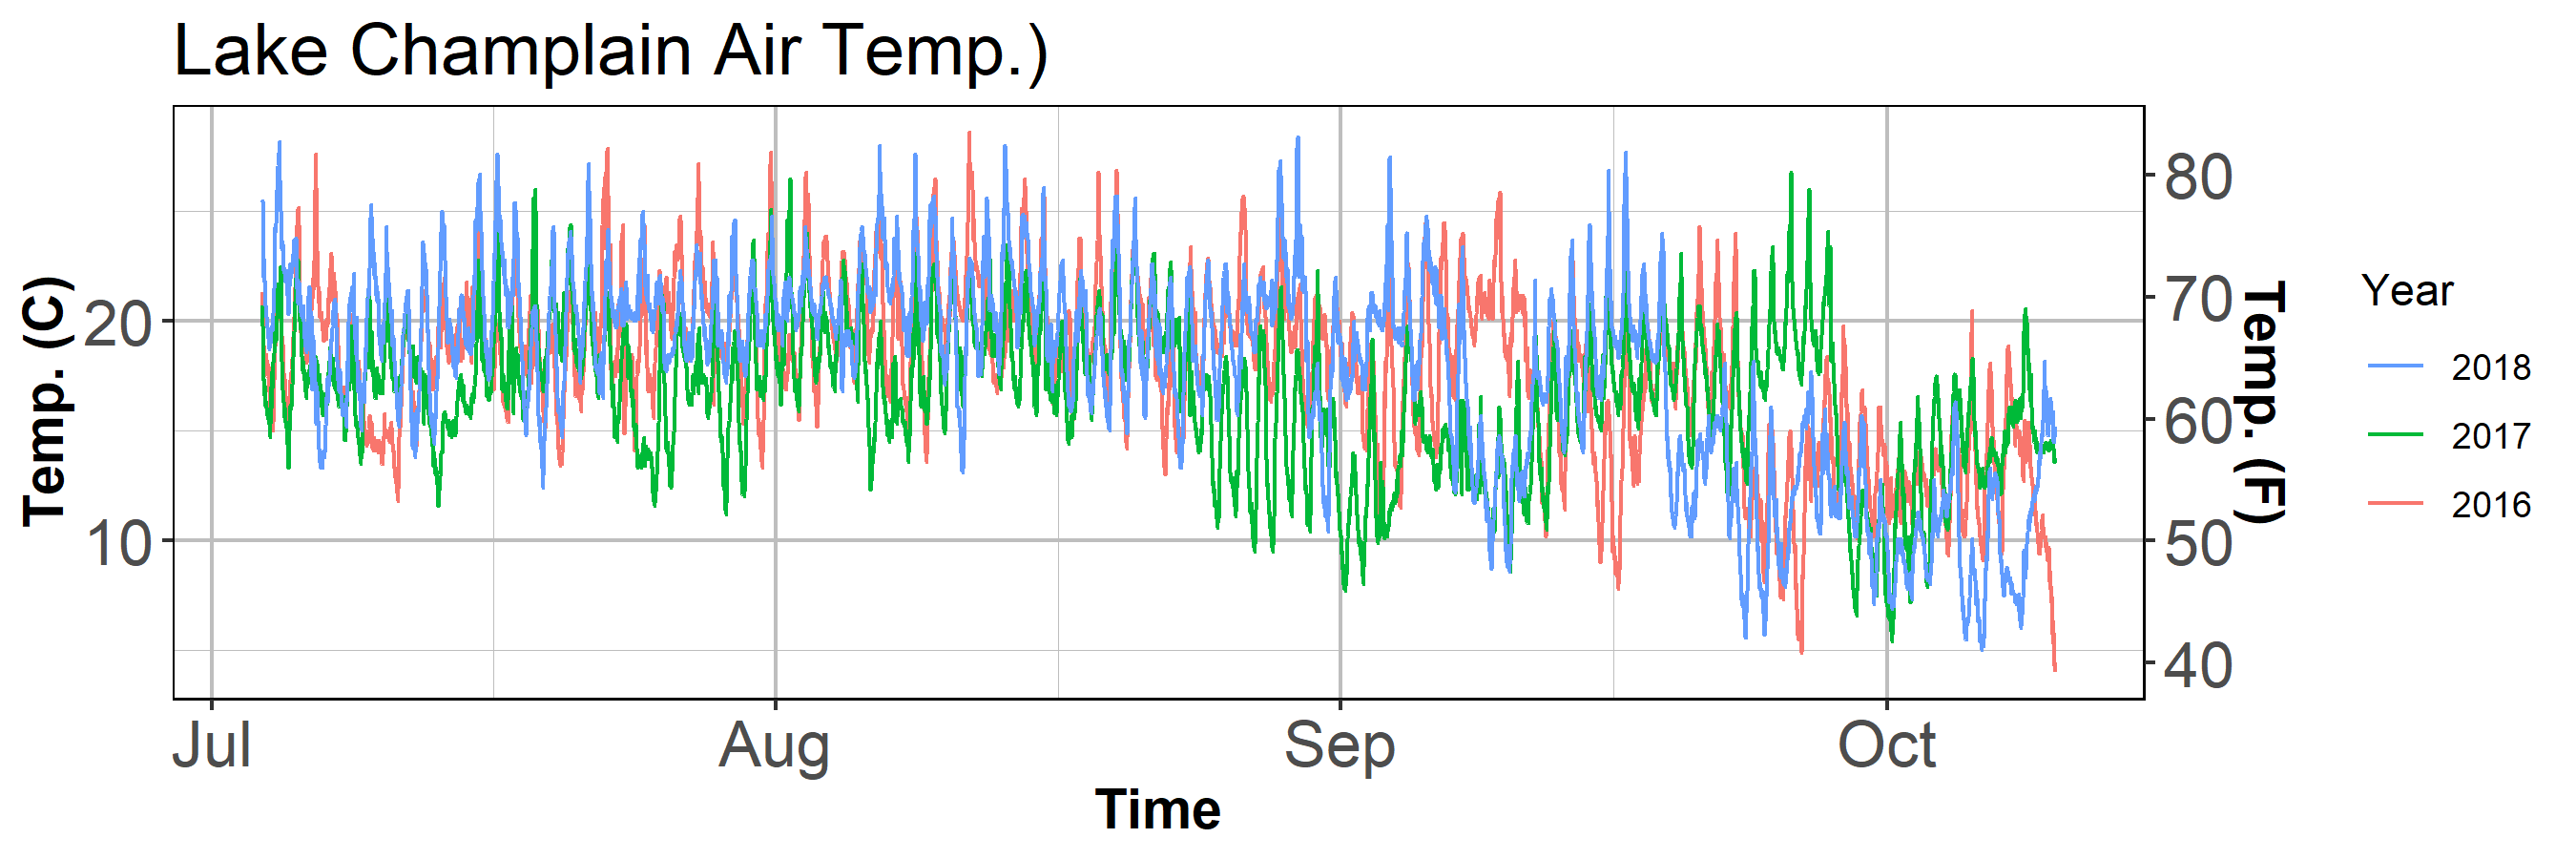 Lake Champlain Air Temp.)
Temp. (C)
20
10
80
70
60
50
40
Temp. (F)
Jul
Aug
Sep
Oct
Time
Year
2018
2017
2016